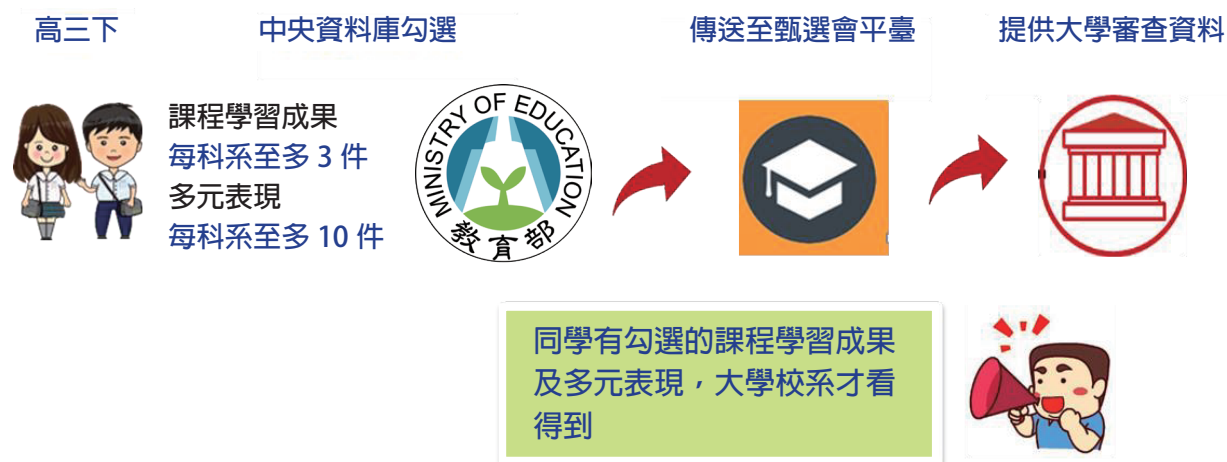 高三下
中央資料庫勾選
傳送至甄選會平臺
提供大學審查資料
課程學習成果
每科系至多 3 件
多元表現
每科系至多 10 件
MINISTRY OF EDUCATION
教育部
同學有勾選的課程學習成果
及多元表現，大學校系才看
得到